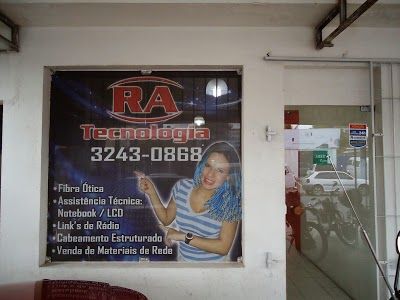 RA
Tecnológia
3243-0868
• Fibra Ótica
• Assistência Técnica:
Notebook / LCD
• Link's de Rádio
• Cabeamento Estruturado
• Venda de Materiais de Rede